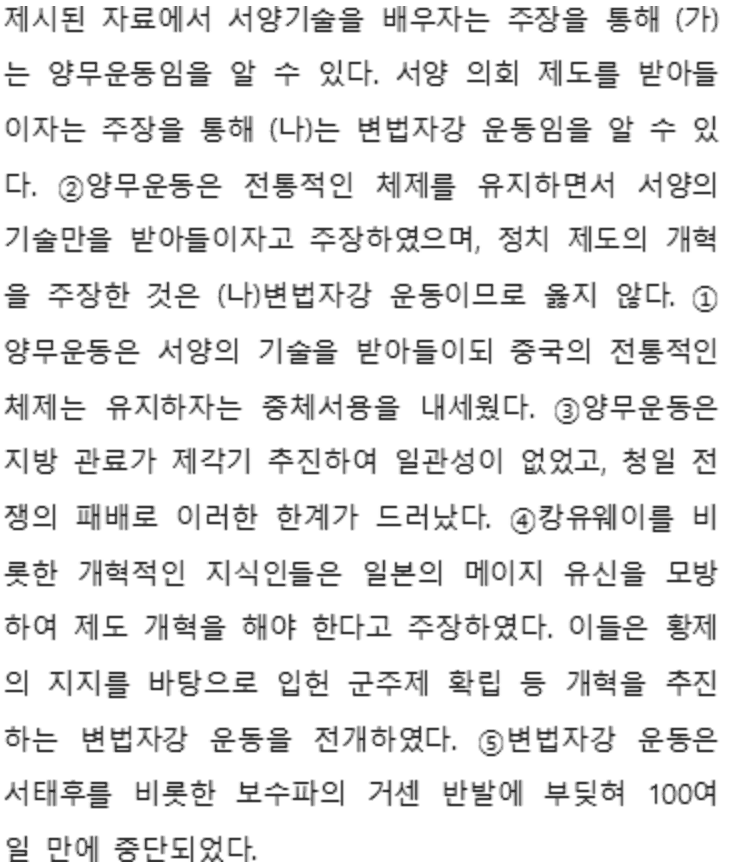 제시된 자료에서 서양기술을 배우자는 주장을 통해 (가)
는 양무운동임을 알 수 있다. 서양 의회 제도를 받아들
이자는 주장을 통해 (나)는 변법자강 운동임을 알 수 있
다. ②양무운동은 전통적인 체제를 유지하면서 서양의
기술만을 받아들이자고 주장하였으며, 정치 제도의 개혁
을 주장한 것은 (나)변법자강 운동이므로 옳지 않다. ①
양무운동은 서양의 기술을 받아들이되 중국의 전통적인
체제는 유지하자는 중체서용을 내세웠다. ③양무운동은
지방 관료가 제각기 추진하여 일관성이 없었고, 청일 전
쟁의 패배로 이러한 한계가 드러났다. ④캉유웨이를 비
롯한 개혁적인 지식인들은 일본의 메이지 유신을 모방
하여 제도 개혁을 해야 한다고 주장하였다. 이들은 황제
의 지지를 바탕으로 입헌 군주제 확립 등 개혁을 추진
하는 변법자강 운동을 전개하였다. ⑤변법자강 운동은
서태후를 비롯한 보수파의 거센 반발에 부딪혀 100여
일 만에 중단되었다.